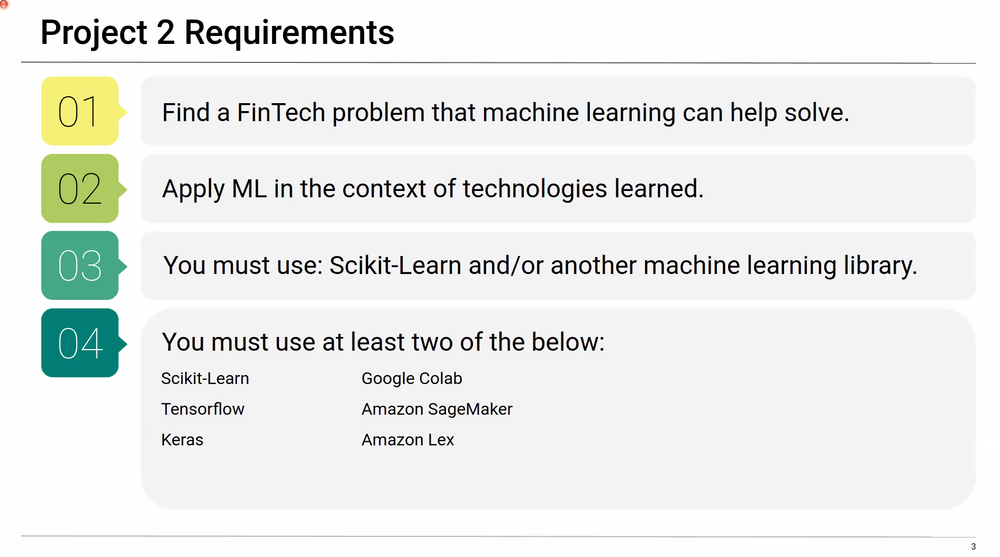 Project 2 Requirements
01
Find a FinTech problem that machine learning can help solve.
02
Apply ML in the context of technologies learned.
03
You must use: Scikit-Learn and/or another machine learning library.
04
You must use at least two of the below:
Scikit-Learn
Tensorflow
Keras
Google Colab
Amazon SageMaker
Amazon Lex
3